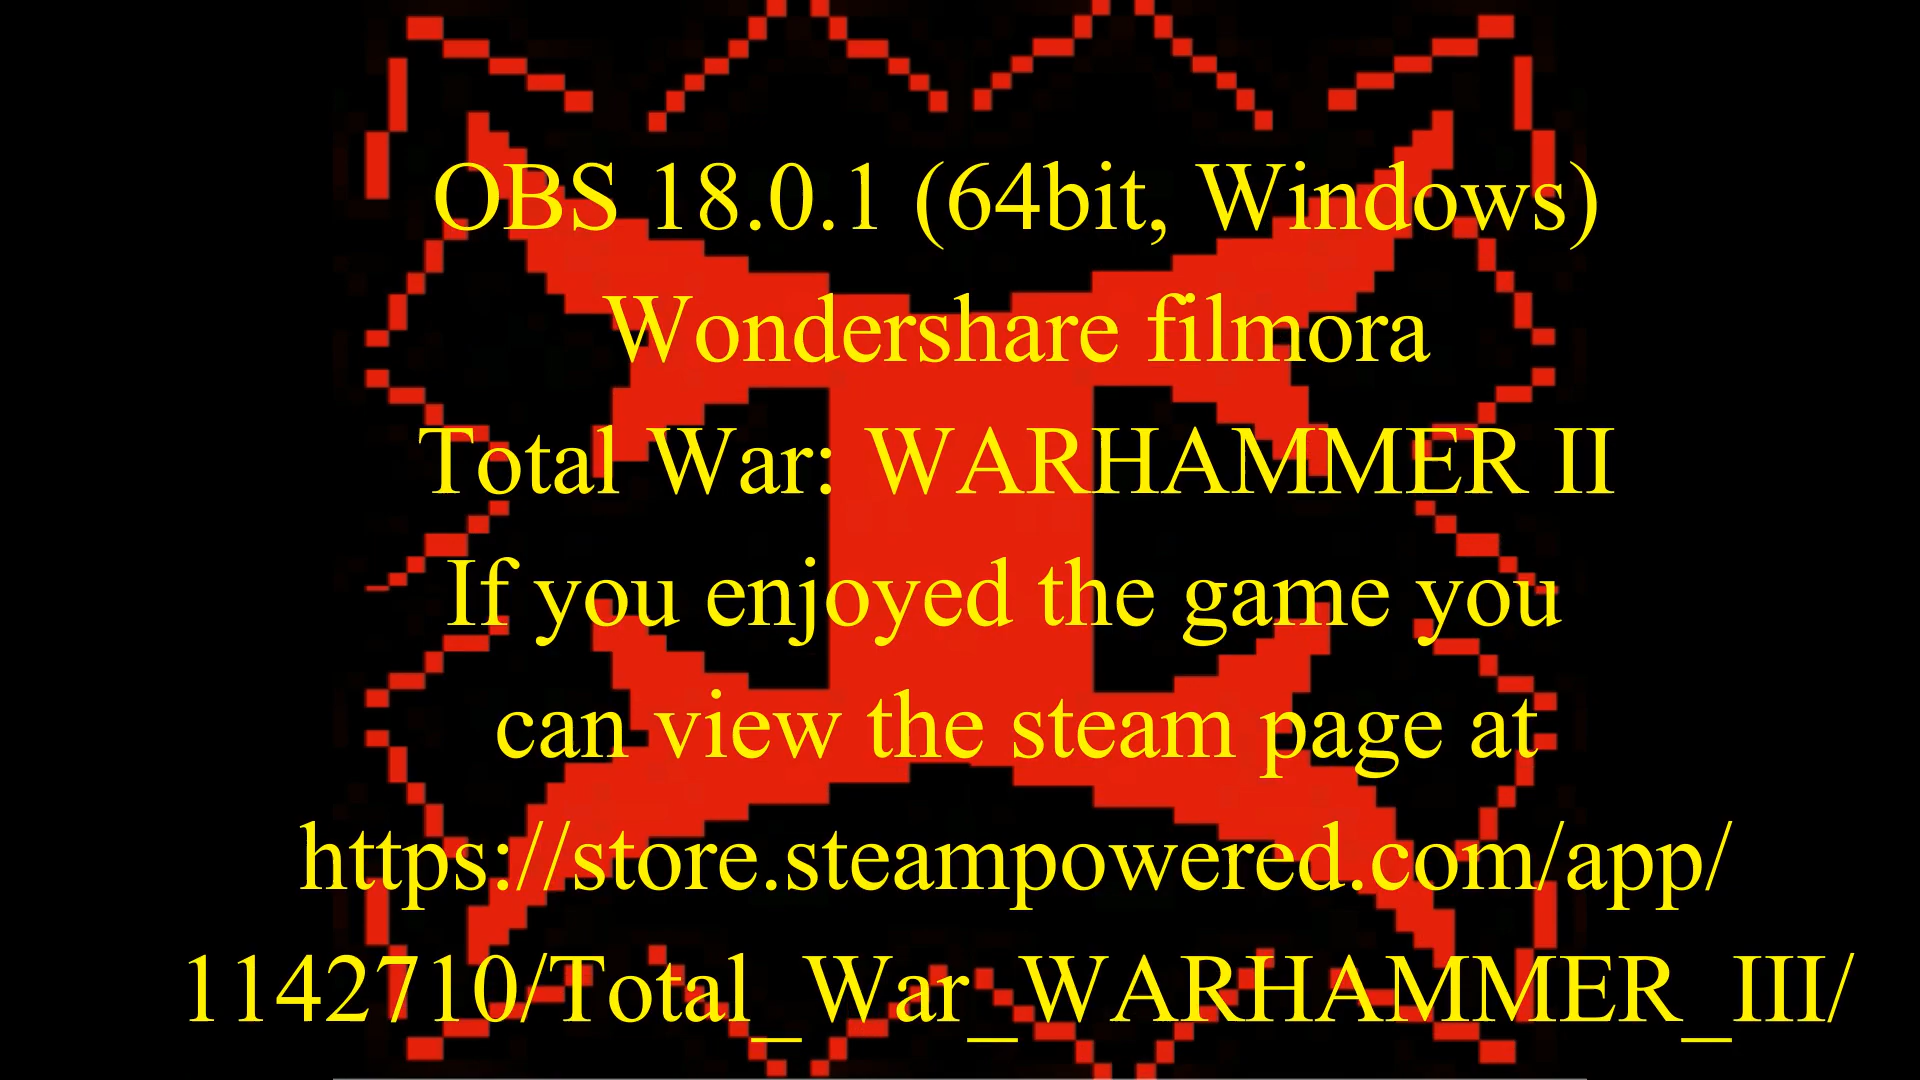 OBS 18.0.1 (64bit, Windows)
Wondershare filmora
Total War: WARHAMMER II
If you enjoyed the game you
can view the steam page at
https://store.steampowered.com/app/
1142710/Total_War_WARHAMMER_III/